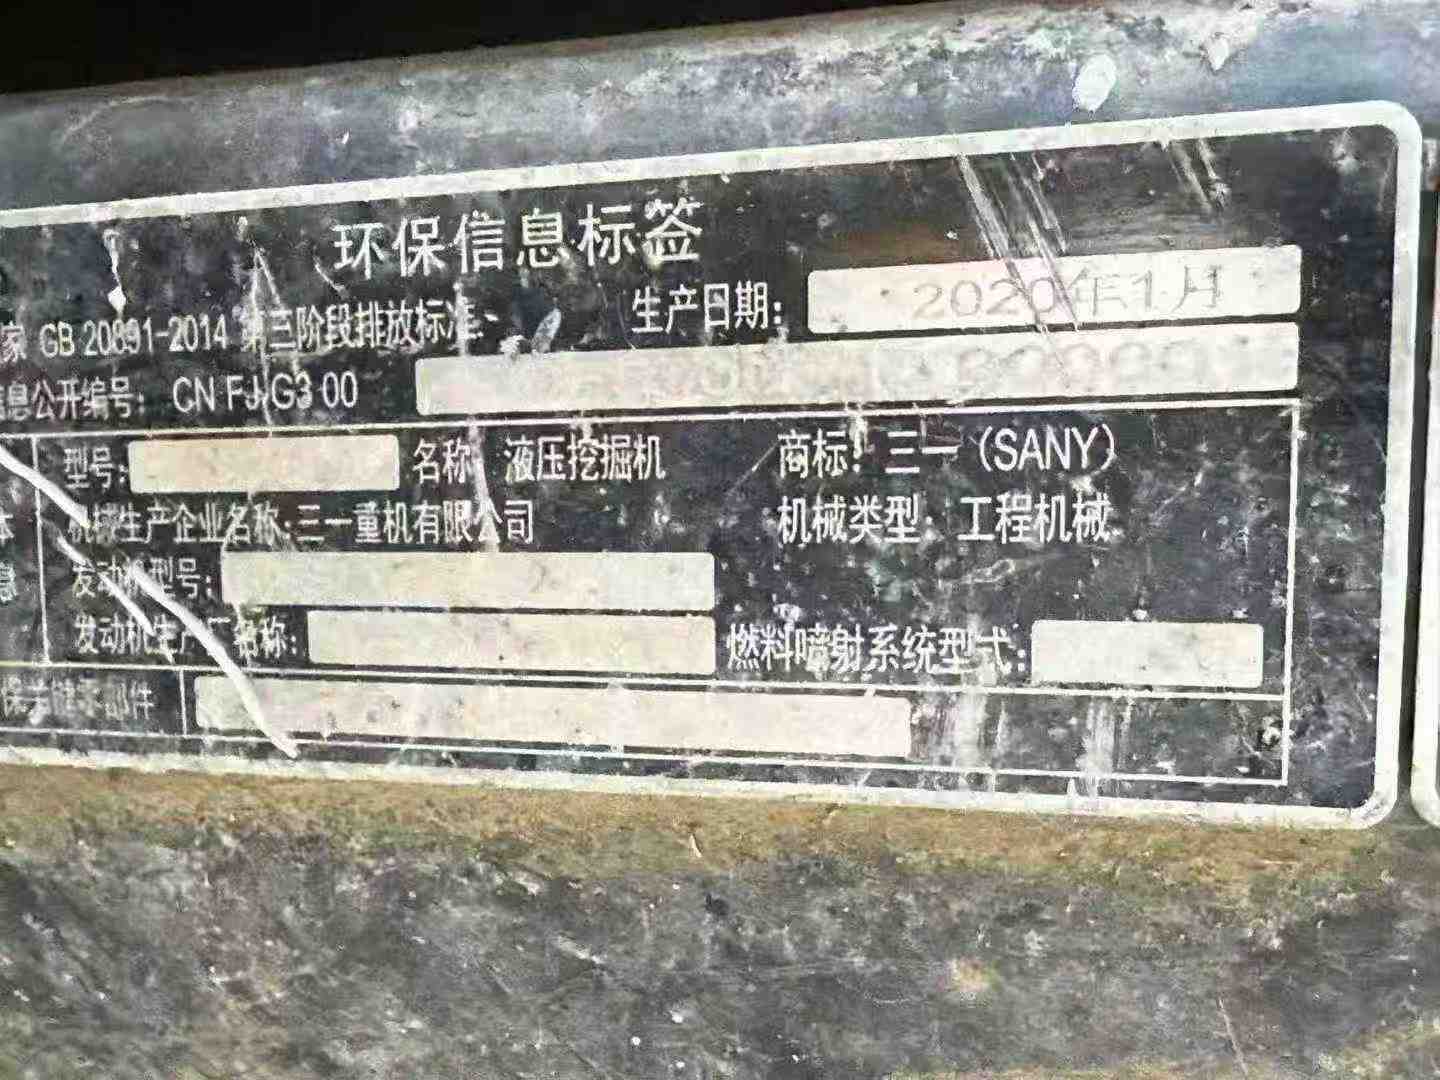 环保信息标签
家 GB 20891-2014 第三阶段排放标准
生产日期: 2020年1月
信息公开编号: CN FJ G3 00
型号: 名称: 液压挖掘机 商标: 三一 (SANY)
机械生产企业名称: 三一重机有限公司 机械类型: 工程机械
发动机型号:
发动机生产厂名称: 燃料喷射系统型式:
部件